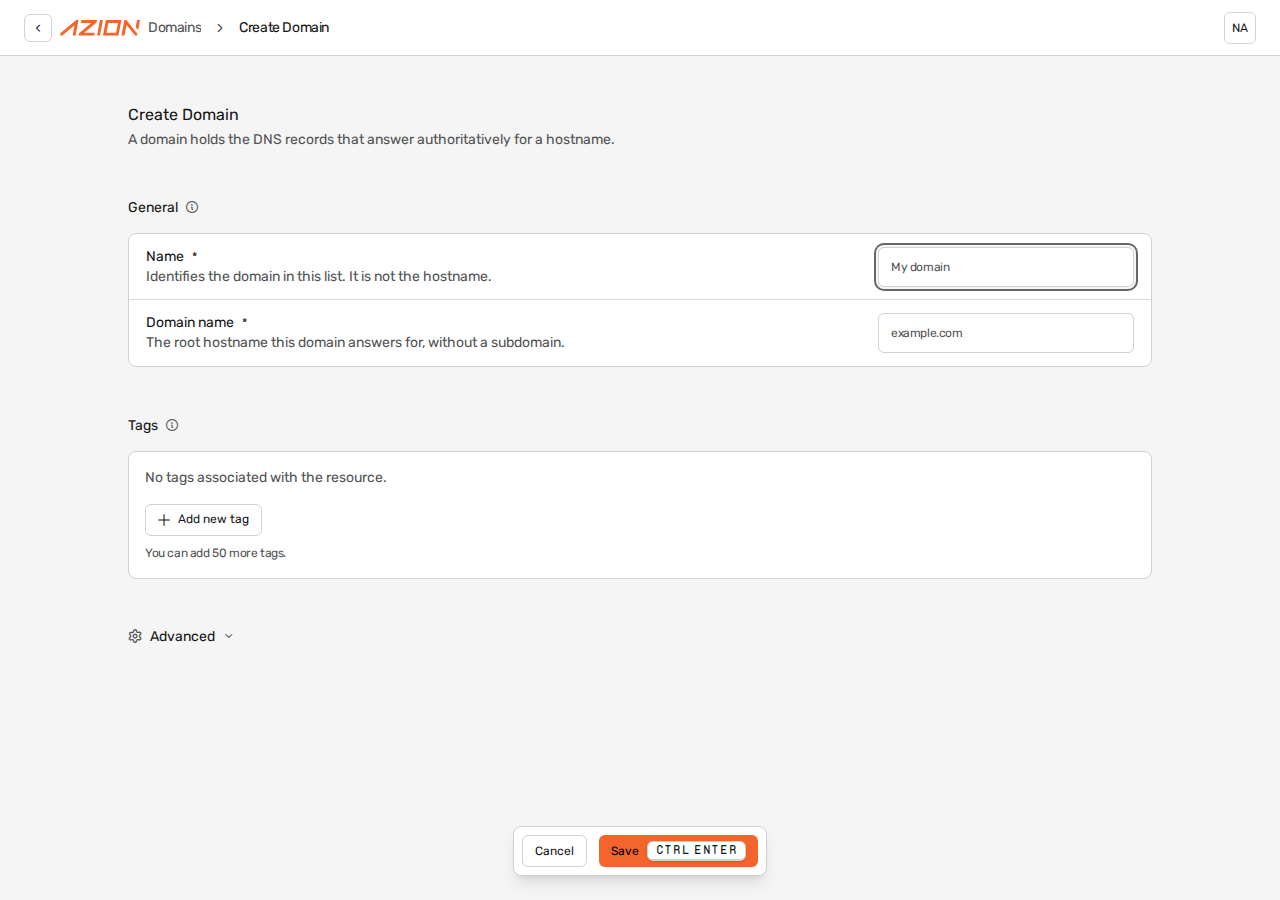 AZION Domains Create Domain NA
Create Domain
A domain holds the DNS records that answer authoritatively for a hostname.
General
Name *
Identifies the domain in this list. It is not the hostname.
My domain
Domain name *
The root hostname this domain answers for, without a subdomain.
example.com
Tags
No tags associated with the resource.
Add new tag
You can add 50 more tags.
Advanced
Cancel Save CTRL ENTER